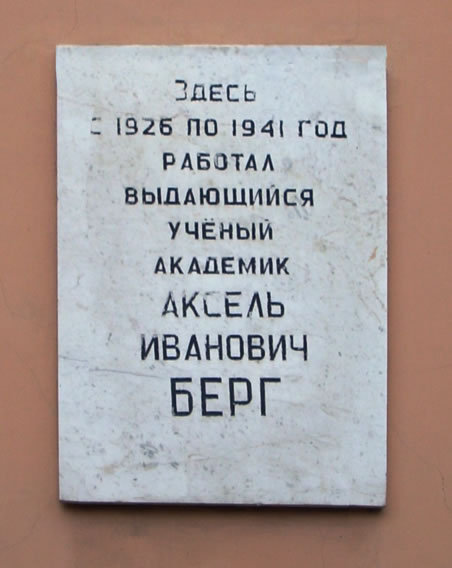 ЗДЕСЬ
С 1926 ПО 1941 ГОД
РАБОТАЛ
ВЫДАЮЩИЙСЯ
УЧЁНЫЙ
АКАДЕМИК
АКСЕЛЬ
ИВАНОВИЧ
БЕРГ